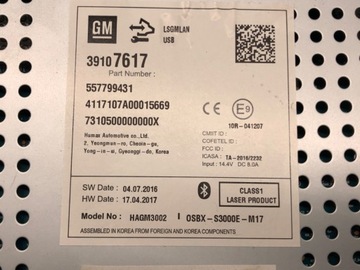 GM
LSGMLAN
USB
39107617
Part Number :
557799431
4117107A00015669
7310500000000X
Humax Automotive co., Ltd.
2, Yeongmun-ro, Cheoin-gu,
Yong-in-si, Gyeonggi-do, Korea
CE E9
10R-041207
CMIIT ID :
COFETEL ID :
FCC ID :
ICASA : TA-2016/2232
Input : 14.4V DC 8.0A
SW Date : 04.07.2016
HW Date : 17.04.2017
CLASS1
LASER PRODUCT
Model No : HAGM3002 OSBX-S3000E-M17
ASSEMBLED IN KOREA FROM FOREIGN AND KOREA COMPONENTS